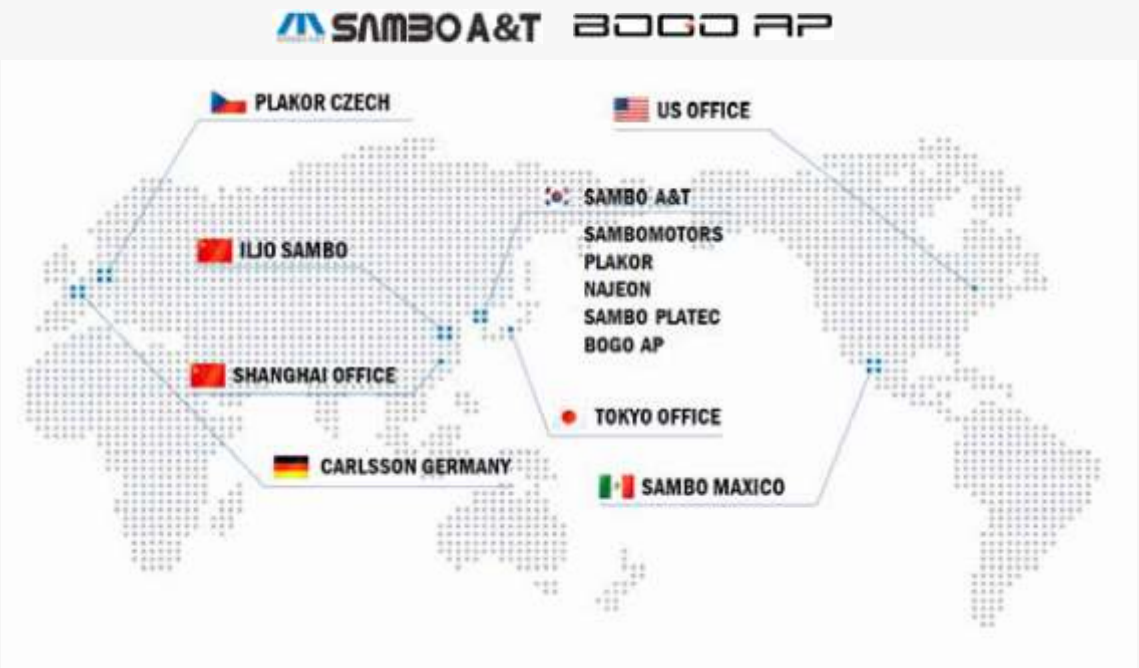 SAMBO A&T BOGO AP
PLAKOR CZECH
US OFFICE
SAMBO A&T
SAMBOMOTORS
PLAKOR
NAJEON
SAMBO PLATEC
BOGO AP
ILJO SAMBO
SHANGHAI OFFICE
TOKYO OFFICE
CARLSSON GERMANY
SAMBO MAXICO